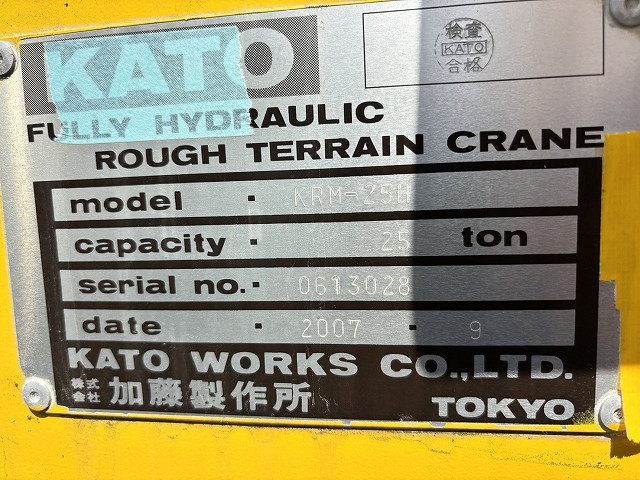 KATO
検査
KATO
合格
FULLY HYDRAULIC
ROUGH TERRAIN CRANE
model · KRM-25H
capacity · 25 ton
serial no. · 0613028
date · 2007 · 9
KATO WORKS CO.,LTD.
株式会社 加藤製作所 TOKYO